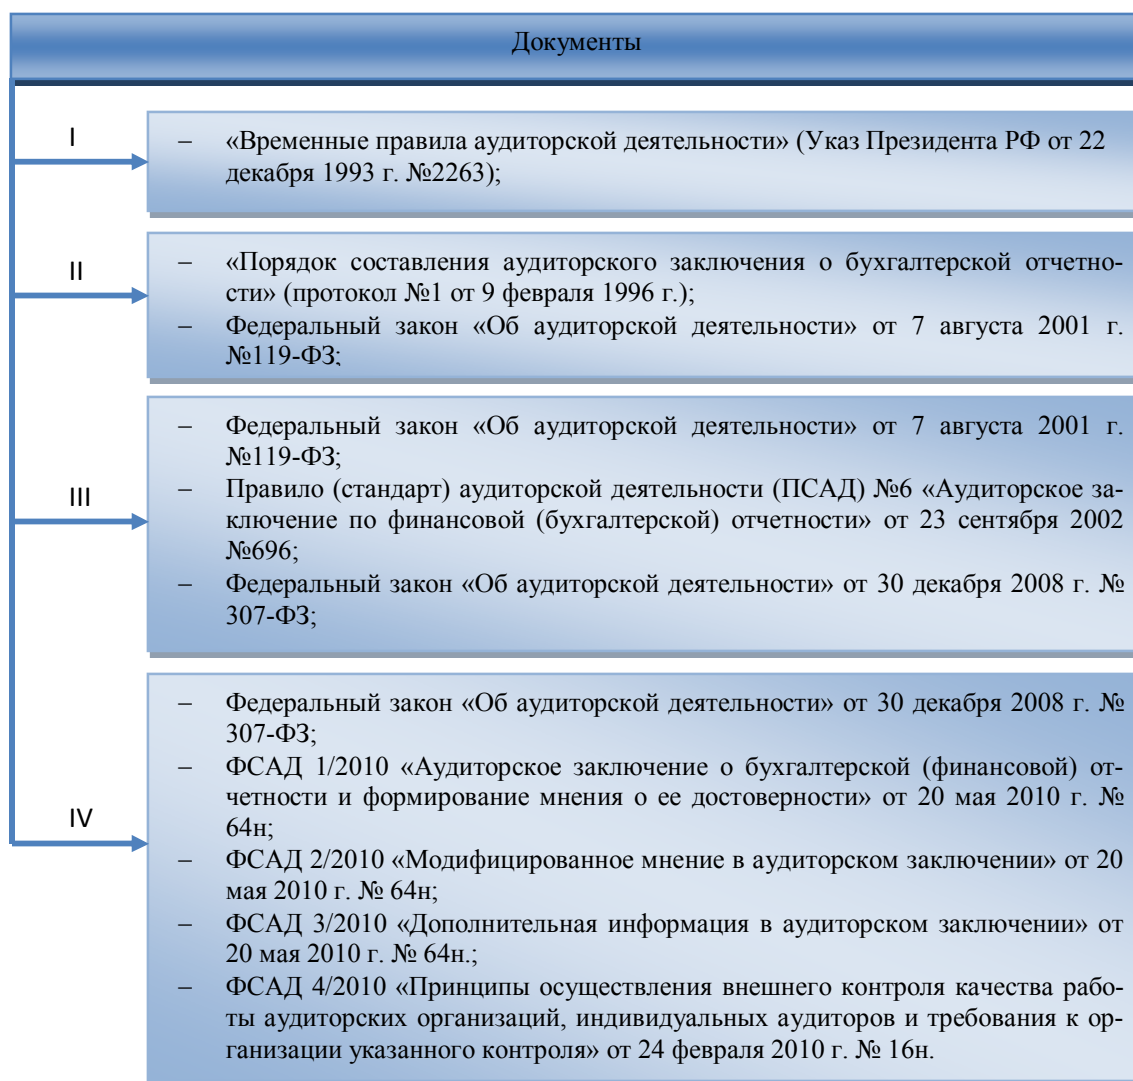 Документы
I
– «Временные правила аудиторской деятельности» (Указ Президента РФ от 22
декабря 1993 г. №2263);
II
– «Порядок составления аудиторского заключения о бухгалтерской отчетно-
сти» (протокол №1 от 9 февраля 1996 г.);
– Федеральный закон «Об аудиторской деятельности» от 7 августа 2001 г.
№119-ФЗ;
III
– Федеральный закон «Об аудиторской деятельности» от 7 августа 2001 г.
№119-ФЗ;
– Правило (стандарт) аудиторской деятельности (ПСАД) №6 «Аудиторское за-
ключение по финансовой (бухгалтерской) отчетности» от 23 сентября 2002
№696;
– Федеральный закон «Об аудиторской деятельности» от 30 декабря 2008 г. №
307-ФЗ;
IV
– Федеральный закон «Об аудиторской деятельности» от 30 декабря 2008 г. №
307-ФЗ;
– ФСАД 1/2010 «Аудиторское заключение о бухгалтерской (финансовой) от-
четности и формирование мнения о ее достоверности» от 20 мая 2010 г. №
64н;
– ФСАД 2/2010 «Модифицированное мнение в аудиторском заключении» от 20
мая 2010 г. № 64н;
– ФСАД 3/2010 «Дополнительная информация в аудиторском заключении» от
20 мая 2010 г. № 64н.;
– ФСАД 4/2010 «Принципы осуществления внешнего контроля качества рабо-
ты аудиторских организаций, индивидуальных аудиторов и требования к ор-
ганизации указанного контроля» от 24 февраля 2010 г. № 16н.